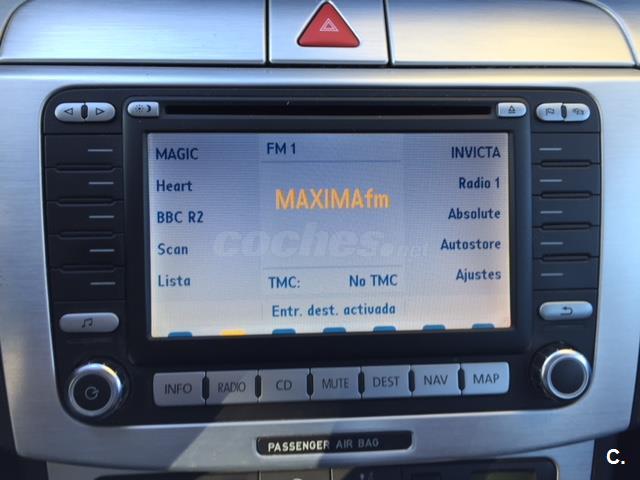 FM 1
MAGIC
INVICTA
Heart
Radio 1
MAXIMAfm
BBC R2
Absolute
coches.net
Scan
Autostore
Lista
TMC: No TMC
Ajustes
Entr. dest. activada
INFO RADIO CD MUTE DEST NAV MAP
PASSENGER AIR BAG
C.